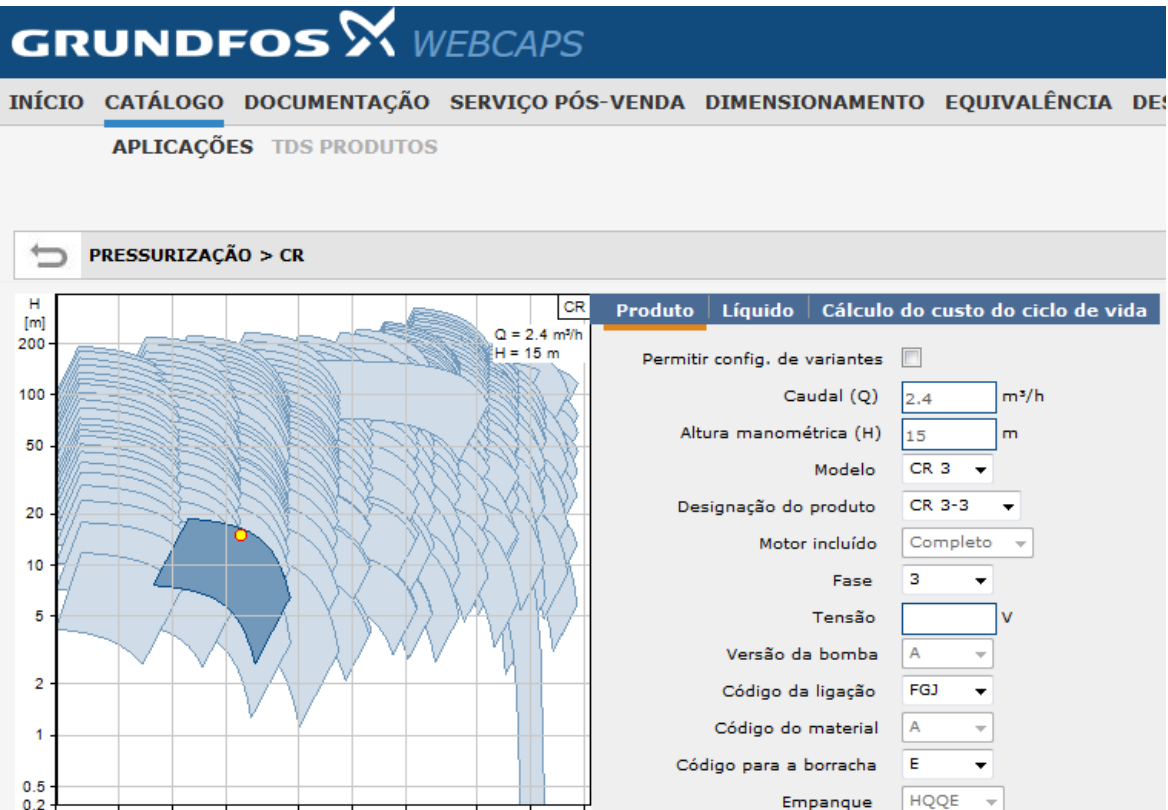 GRUNDFOS WEBCAPS
INÍCIO CATÁLOGO DOCUMENTAÇÃO SERVIÇO PÓS-VENDA DIMENSIONAMENTO EQUIVALÊNCIA DES
APLICAÇÕES TDS PRODUTOS
PRESSURIZAÇÃO > CR
H
[m]
200
100
50
20
10
5
2
1
0.5
0.2
CR
Q = 2.4 m³/h
H = 15 m
Produto Líquido Cálculo do custo do ciclo de vida
Permitir config. de variantes
Caudal (Q) 2.4 m³/h
Altura manométrica (H) 15 m
Modelo CR 3
Designação do produto CR 3-3
Motor incluído Completo
Fase 3
Tensão V
Versão da bomba A
Código da ligação FGJ
Código do material A
Código para a borracha E
Empanque HQQE